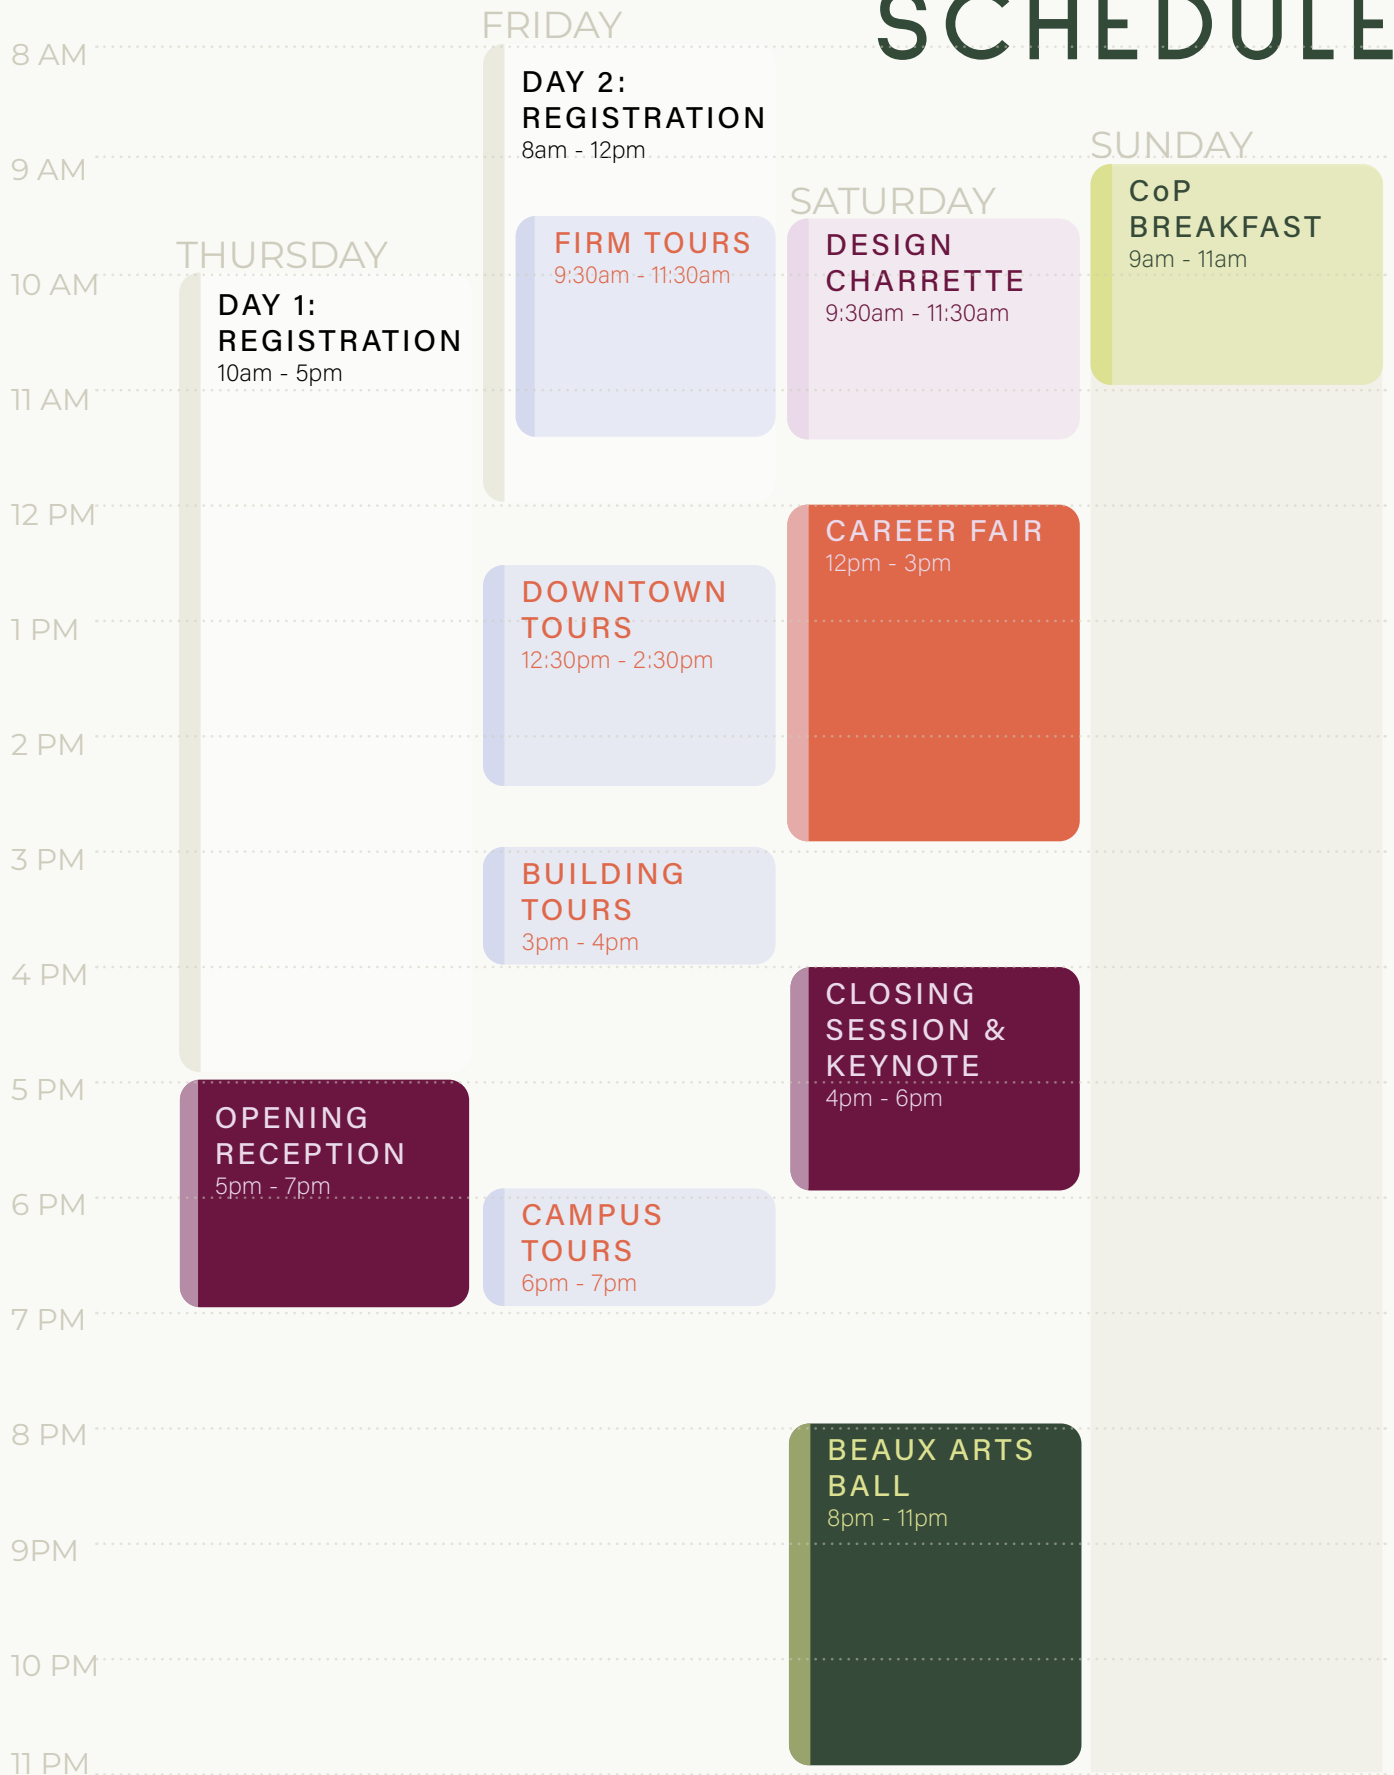 SCHEDULE
8 AM
9 AM
10 AM
11 AM
12 PM
1 PM
2 PM
3 PM
4 PM
5 PM
6 PM
7 PM
8 PM
9PM
10 PM
11 PM
THURSDAY
DAY 1:
REGISTRATION
10am - 5pm
OPENING
RECEPTION
5pm - 7pm
FRIDAY
DAY 2:
REGISTRATION
8am - 12pm
FIRM TOURS
9:30am - 11:30am
DOWNTOWN
TOURS
12:30pm - 2:30pm
BUILDING
TOURS
3pm - 4pm
CAMPUS
TOURS
6pm - 7pm
SATURDAY
DESIGN
CHARRETTE
9:30am - 11:30am
CAREER FAIR
12pm - 3pm
CLOSING
SESSION &
KEYNOTE
4pm - 6pm
BEAUX ARTS
BALL
8pm - 11pm
SUNDAY
CoP
BREAKFAST
9am - 11am